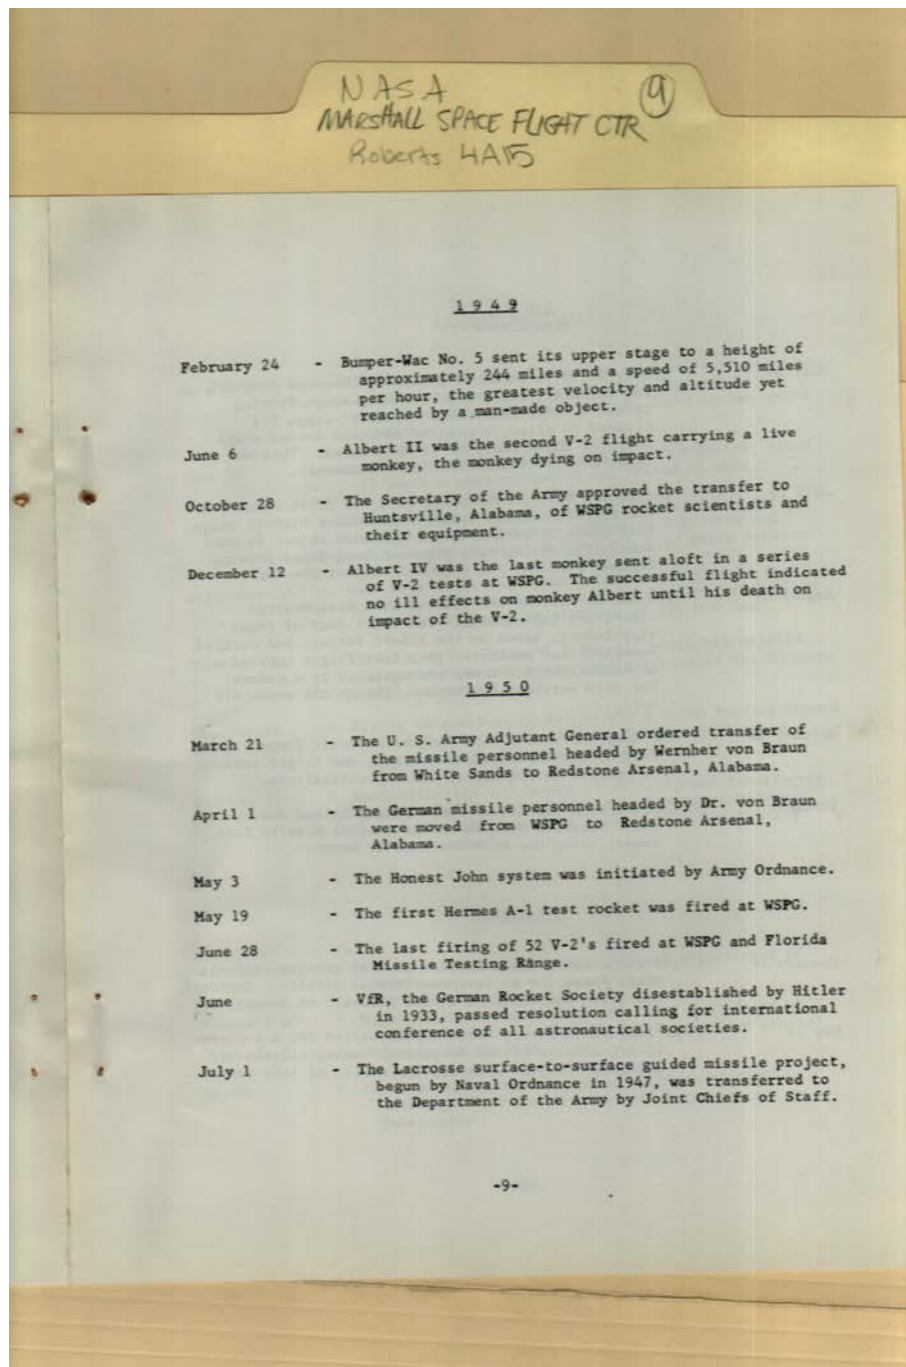 NASA
9
MARSHALL SPACE FLIGHT CTR
Roberts 4A15
1 9 4 9
February 24 - Bumper-Wac No. 5 sent its upper stage to a height of
approximately 244 miles and a speed of 5,510 miles
per hour, the greatest velocity and altitude yet
reached by a man-made object.
June 6 - Albert II was the second V-2 flight carrying a live
monkey, the monkey dying on impact.
October 28 - The Secretary of the Army approved the transfer to
Huntsville, Alabama, of WSPG rocket scientists and
their equipment.
December 12 - Albert IV was the last monkey sent aloft in a series
of V-2 tests at WSPG. The successful flight indicated
no ill effects on monkey Albert until his death on
impact of the V-2.
1 9 5 0
March 21 - The U. S. Army Adjutant General ordered transfer of
the missile personnel headed by Wernher von Braun
from White Sands to Redstone Arsenal, Alabama.
April 1 - The German missile personnel headed by Dr. von Braun
were moved from WSPG to Redstone Arsenal,
Alabama.
May 3 - The Honest John system was initiated by Army Ordnance.
May 19 - The first Hermes A-1 test rocket was fired at WSPG.
June 28 - The last firing of 52 V-2's fired at WSPG and Florida
Missile Testing Range.
June - VfR, the German Rocket Society disestablished by Hitler
in 1933, passed resolution calling for international
conference of all astronautical societies.
July 1 - The Lacrosse surface-to-surface guided missile project,
begun by Naval Ordnance in 1947, was transferred to
the Department of the Army by Joint Chiefs of Staff.
-9-